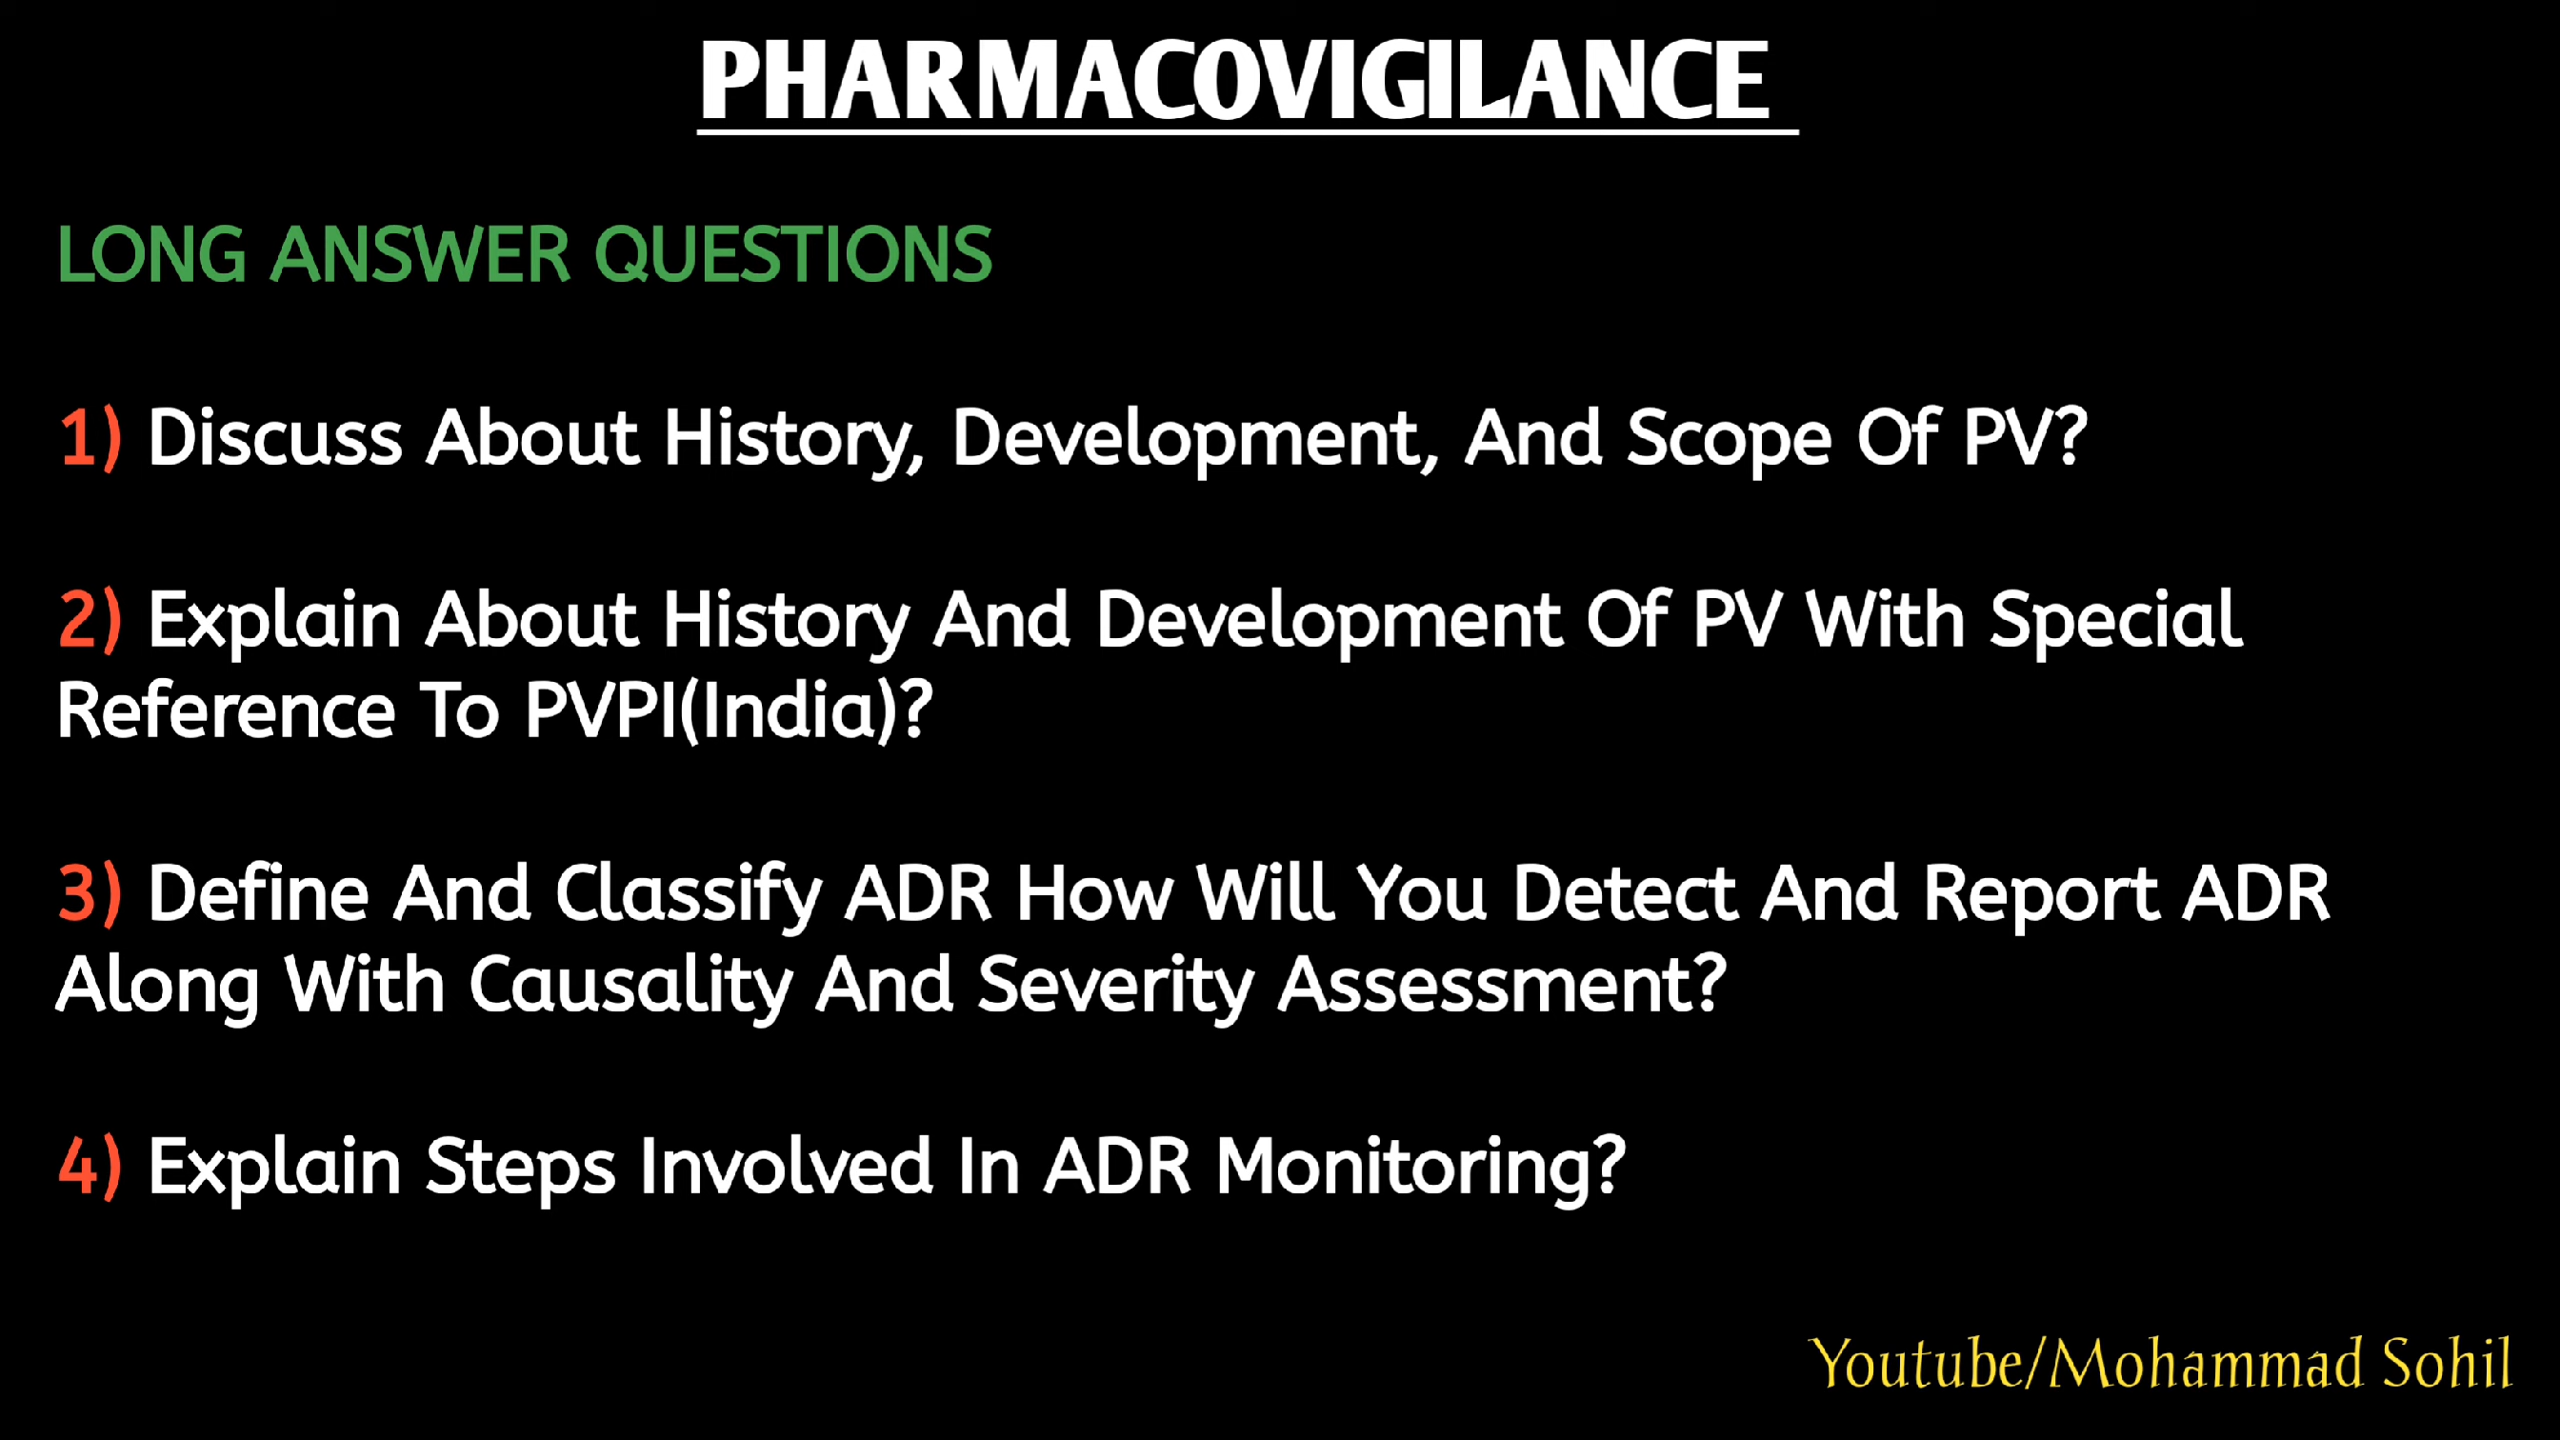 PHARMACOVIGILANCE
LONG ANSWER QUESTIONS
1) Discuss About History, Development, And Scope Of PV?
2) Explain About History And Development Of PV With Special
Reference To PVPI(India)?
3) Define And Classify ADR How Will You Detect And Report ADR
Along With Causality And Severity Assessment?
4) Explain Steps Involved In ADR Monitoring?
Youtube/Mohammad Sohil